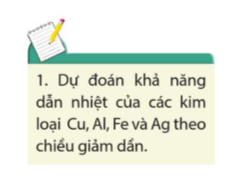 1. Dự đoán khả năng
dẫn nhiệt của các kim
loại Cu, Al, Fe và Ag theo
chiều giảm dần.